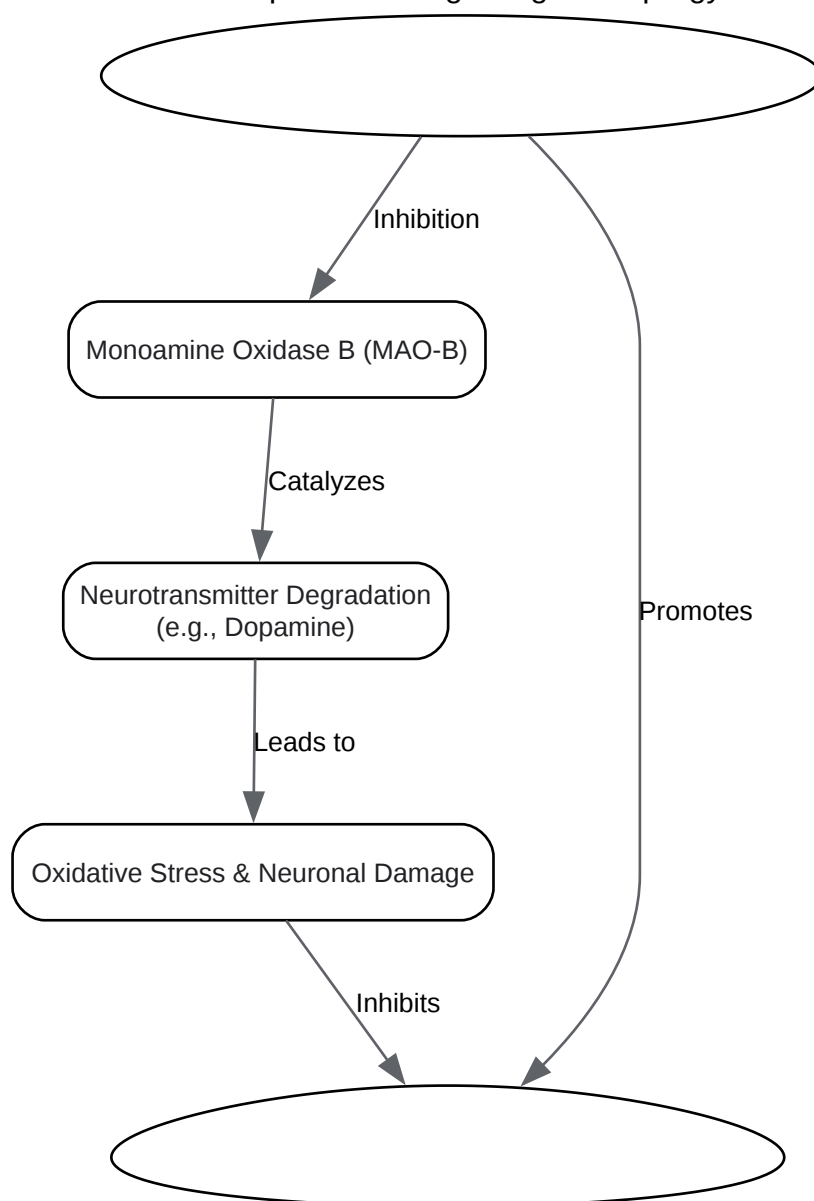 Inhibition
Monoamine Oxidase B (MAO-B)
Catalyzes
Neurotransmitter Degradation
(e.g., Dopamine)
Promotes
Leads to
Oxidative Stress & Neuronal Damage
Inhibits